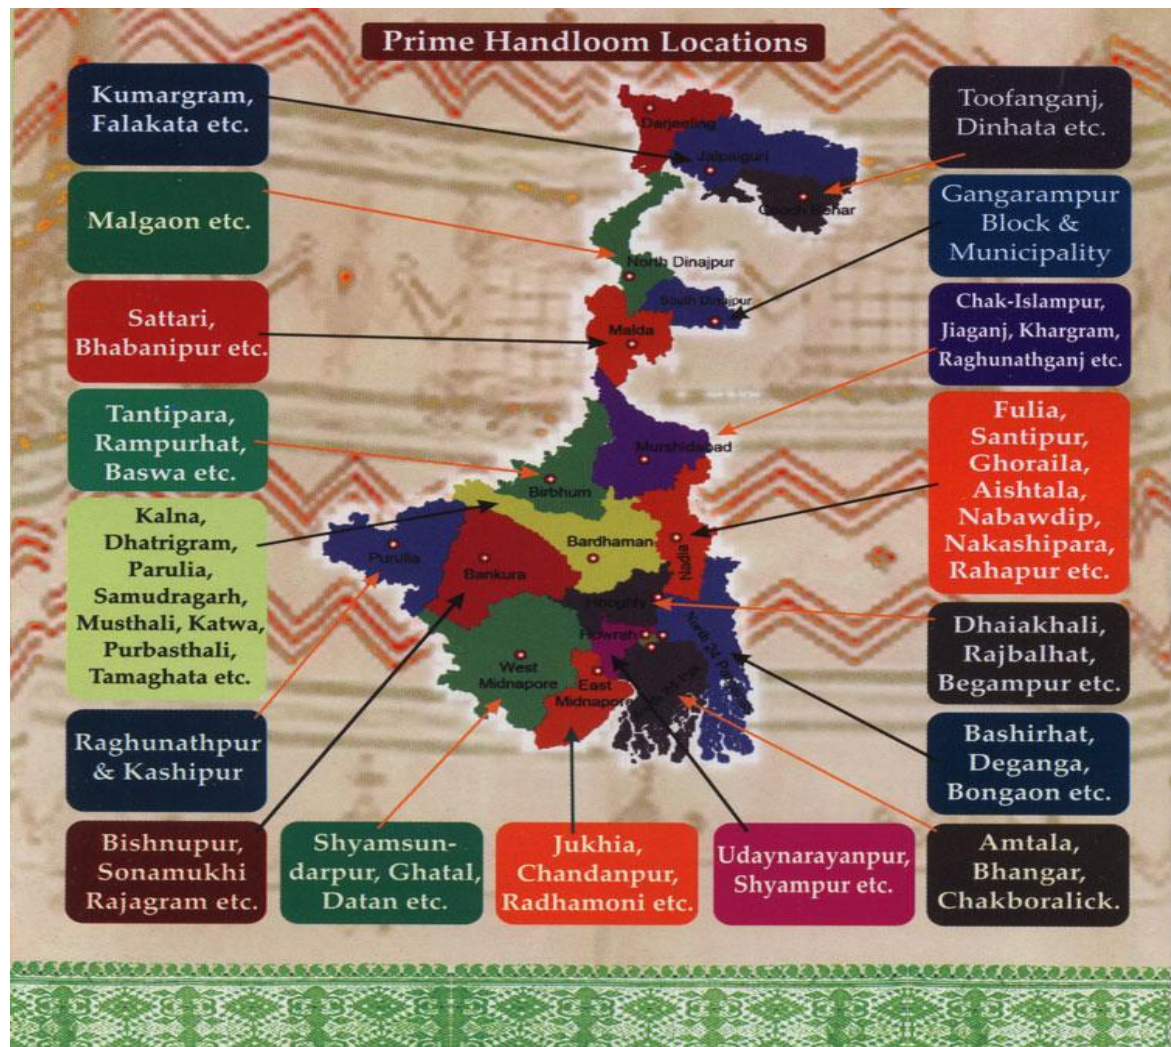 Prime Handloom Locations
Kumargram,
Falakata etc.
Malgaon etc.
Sattari,
Bhabanipur etc.
Tantipara,
Rampurhat,
Baswa etc.
Kalna,
Dhatrigram,
Parulia,
Samudragarh,
Musthali, Katwa,
Purbasthali,
Tamaghata etc.
Raghunathpur
& Kashipur
Bishnupur,
Sonamukhi
Rajagram etc.
Shyamsun-
darpur, Ghatal,
Datan etc.
Jukhia,
Chandanpur,
Radhamoni etc.
Udaynarayanpur,
Shyampur etc.
Toofanganj,
Dinhata etc.
Gangarampur
Block &
Municipality
Chak-Islampur,
Jiaganj, Khargram,
Raghunathganj etc.
Fulia,
Santipur,
Ghoraila,
Aishtala,
Nabawdip,
Nakashipara,
Rahapur etc.
Dhaiakhali,
Rajbalhat,
Begampur etc.
Bashirhat,
Deganga,
Bongaon etc.
Amtala,
Bhangar,
Chakboralick.
Darjeeling
Jalpaiguri
Cooch Behar
North Dinajpur
South Dinajpur
Malda
Murshidabad
Birbhum
Bardhaman
Nadia
Purulia
Bankura
Hooghly
Howrah
North 24
West
Midnapore
East
Midnapore